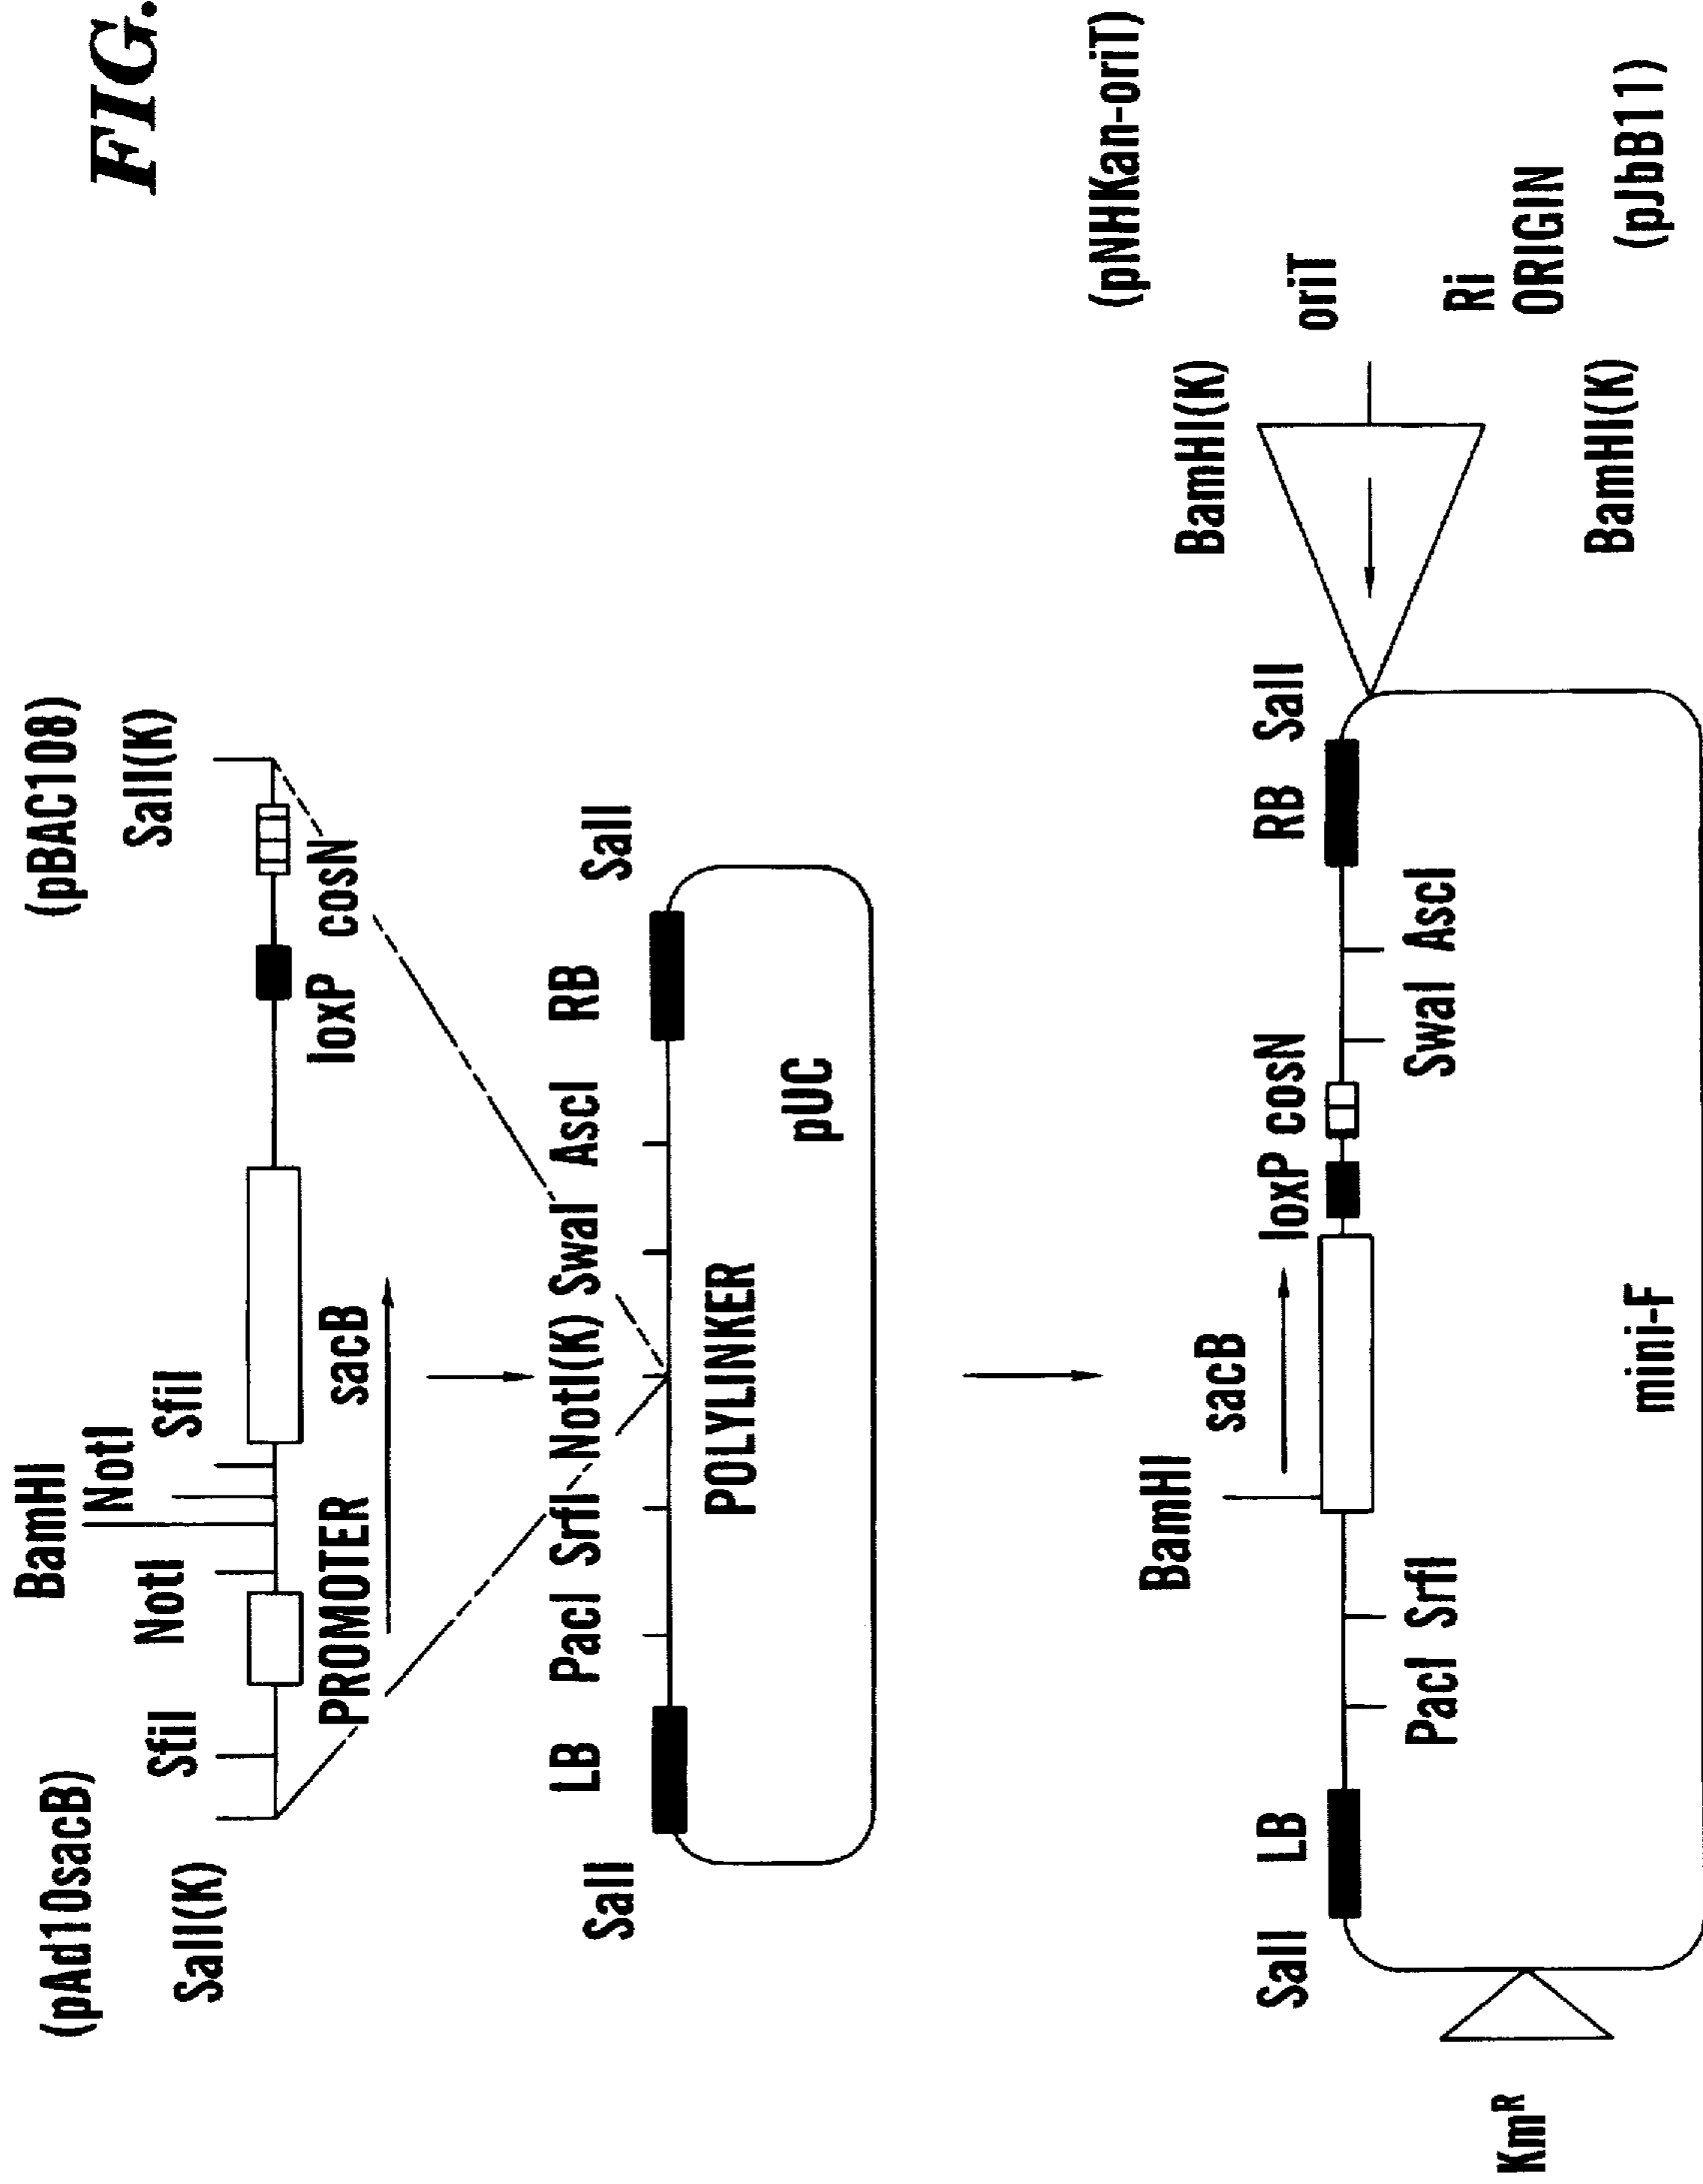 FIG.
(pAd10sacB)
(pBAC108)
BamHI
SalI(K)
SfiI
NotI
NotI
SfiI
SalI(K)
PROMOTER
sacB
loxP
cosN
SalI
LB
PacI
SrfI
NotI(K)
SwaI
AscI
RB
SalI
POLYLINKER
pUC
(pNHKan-oriT)
BamHI
sacB
BamHI(K)
SalI
LB
loxP
cosN
RB
SalI
oriT
PacI
SrfI
SwaI
AscI
Ri
ORIGIN
KmR
mini-F
BamHI(K)
(pJbB11)